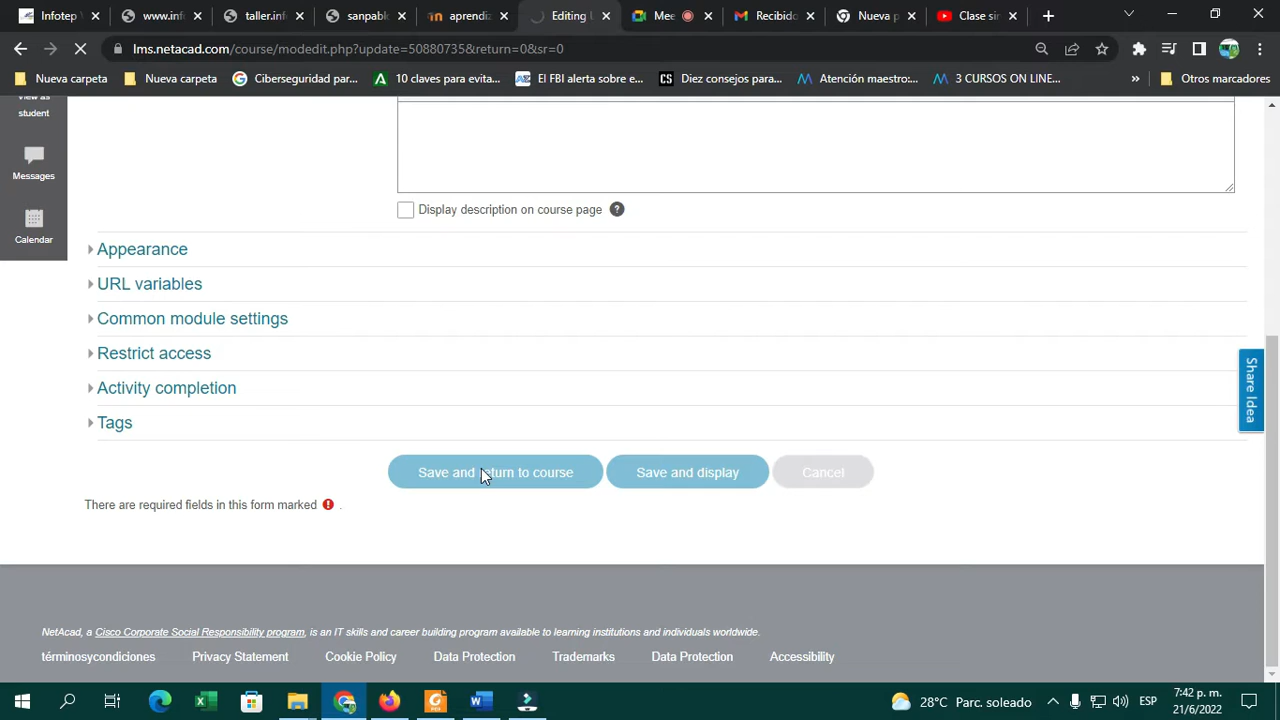 Infotep V
www.inf
taller.inf
sanpabl
aprendiz
Editing U
Mee
Recibido
Nueva p
Clase sin
lms.netacad.com/course/modedit.php?update=50880735&return=0&sr=0
Nueva carpeta
Nueva carpeta
Ciberseguridad par...
10 claves para evita...
El FBI alerta sobre e...
Diez consejos para...
Atención maestro:...
3 CURSOS ON LINE...
»
Otros marcadores
View as
student
Messages
Calendar
Display description on course page ?
Appearance
URL variables
Common module settings
Restrict access
Activity completion
Tags
Save and return to course
Save and display
Cancel
There are required fields in this form marked ! .
Share Idea
NetAcad, a Cisco Corporate Social Responsibility program, is an IT skills and career building program available to learning institutions and individuals worldwide.
términosycondiciones
Privacy Statement
Cookie Policy
Data Protection
Trademarks
Data Protection
Accessibility
28°C Parc. soleado
ESP
7:42 p. m.
21/6/2022